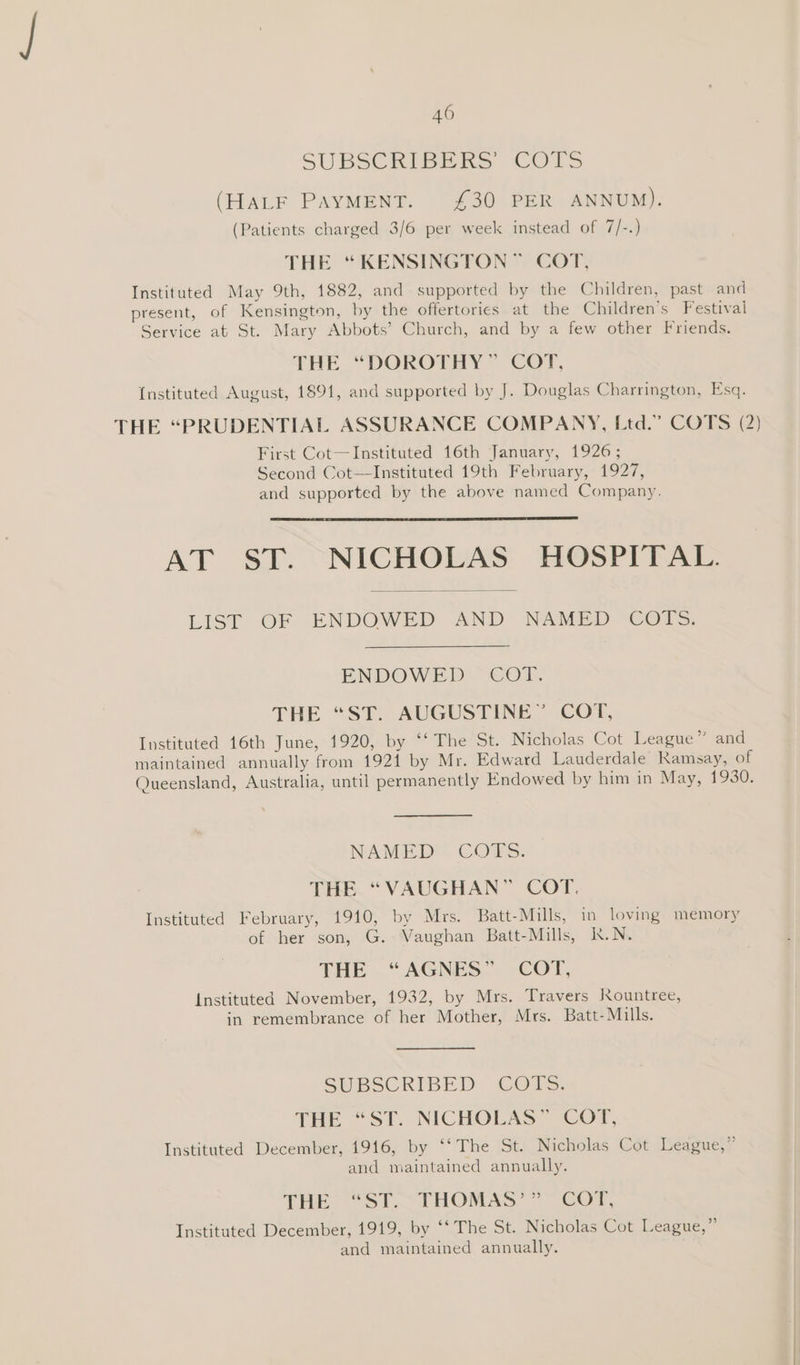 46
SUBSCRIBERS' COTS
(HALF PAYMENT. £30 PER ANNUM).
(Patients charged 3/6 per week instead of 7/-.)
THE “KENSINGTON” COT,
Instituted May 9th, 1882, and supported by the Children, past and
present, of Kensington, by the offertories at the Children's Festival
Service at St. Mary Abbots' Church, and by a few other Friends.
THE “DOROTHY” COT,
Instituted August, 1891, and supported by J. Douglas Charrington, Esq.
THE “PRUDENTIAL ASSURANCE COMPANY, Ltd.” COTS (2)
First Cot—Instituted 16th January, 1926;
Second Cot—Instituted 19th February, 1927,
and supported by the above named Company.
AT ST. NICHOLAS HOSPITAL.
LIST OF ENDOWED AND NAMED COTS.
ENDOWED COT.
THE “ST. AUGUSTINE” COT,
Instituted 16th June, 1920, by “The St. Nicholas Cot League” and
maintained annually from 1921 by Mr. Edward Lauderdale Ramsay, of
Queensland, Australia, until permanently Endowed by him in May, 1930.
NAMED COTS.
THE “VAUGHAN” COT.
Instituted February, 1910, by Mrs. Batt-Mills, in loving memory
of her son, G. Vaughan Batt-Mills, R.N.
THE “AGNES” COT,
Instituted November, 1932, by Mrs. Travers Rountree,
in remembrance of her Mother, Mrs. Batt-Mills.
SUBSCRIBED COTS.
THE “ST. NICHOLAS” COT,
Instituted December, 1916, by “The St. Nicholas Cot League,”
and maintained annually.
THE “ST. THOMAS'” COT,
Instituted December, 1919, by “The St. Nicholas Cot League,”
and maintained annually.